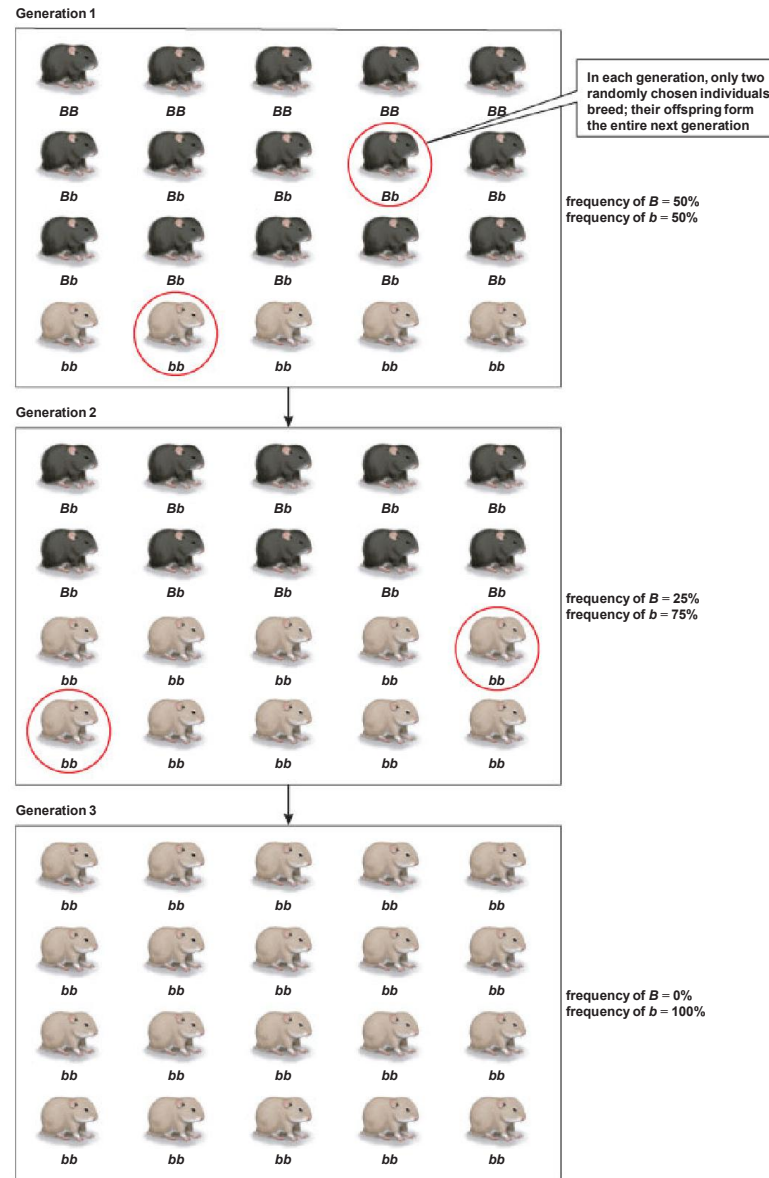 Generation 1
BB BB BB BB BB
In each generation, only two
randomly chosen individuals
breed; their offspring form
the entire next generation
Bb Bb Bb Bb Bb
frequency of B = 50%
frequency of b = 50%
Bb Bb Bb Bb Bb
bb bb bb bb bb
Generation 2
Bb Bb Bb Bb Bb
Bb Bb Bb Bb Bb
frequency of B = 25%
frequency of b = 75%
bb bb bb bb bb
bb bb bb bb bb
Generation 3
bb bb bb bb bb
bb bb bb bb bb
frequency of B = 0%
frequency of b = 100%
bb bb bb bb bb
bb bb bb bb bb